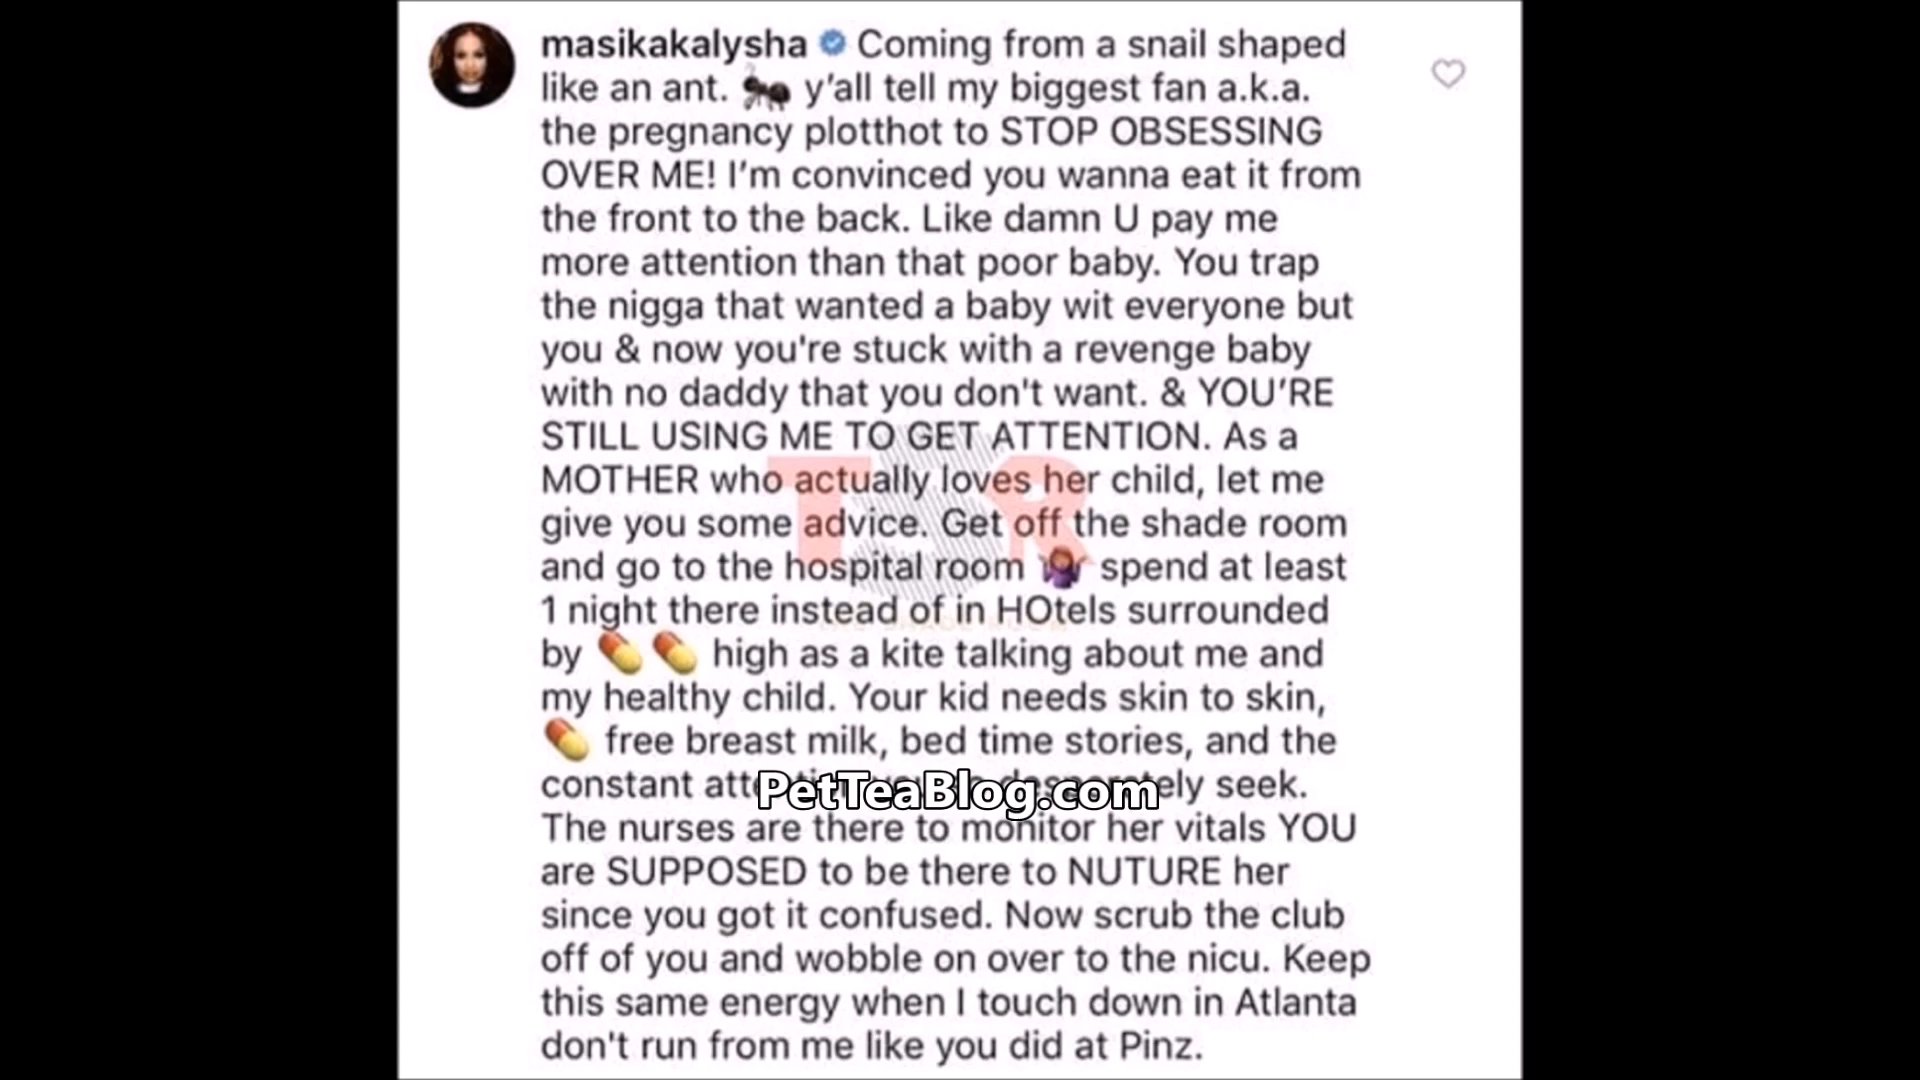 masikakalysha Coming from a snail shaped
like an ant. 🐜 y'all tell my biggest fan a.k.a.
the pregnancy plotthot to STOP OBSESSING
OVER ME! I'm convinced you wanna eat it from
the front to the back. Like damn U pay me
more attention than that poor baby. You trap
the nigga that wanted a baby wit everyone but
you & now you're stuck with a revenge baby
with no daddy that you don't want. & YOU'RE
STILL USING ME TO GET ATTENTION. As a
MOTHER who actually loves her child, let me
give you some advice. Get off the shade room
and go to the hospital room 🤷🏽‍♀️ spend at least
1 night there instead of in HOtels surrounded
by 💊 💊 high as a kite talking about me and
my healthy child. Your kid needs skin to skin,
💊 free breast milk, bed time stories, and the
constant seek.
PetTeaBlog.com
The nurses are there to monitor her vitals YOU
are SUPPOSED to be there to NUTURE her
since you got it confused. Now scrub the club
off of you and wobble on over to the nicu. Keep
this same energy when I touch down in Atlanta
don't run from me like you did at Pinz.
TSR